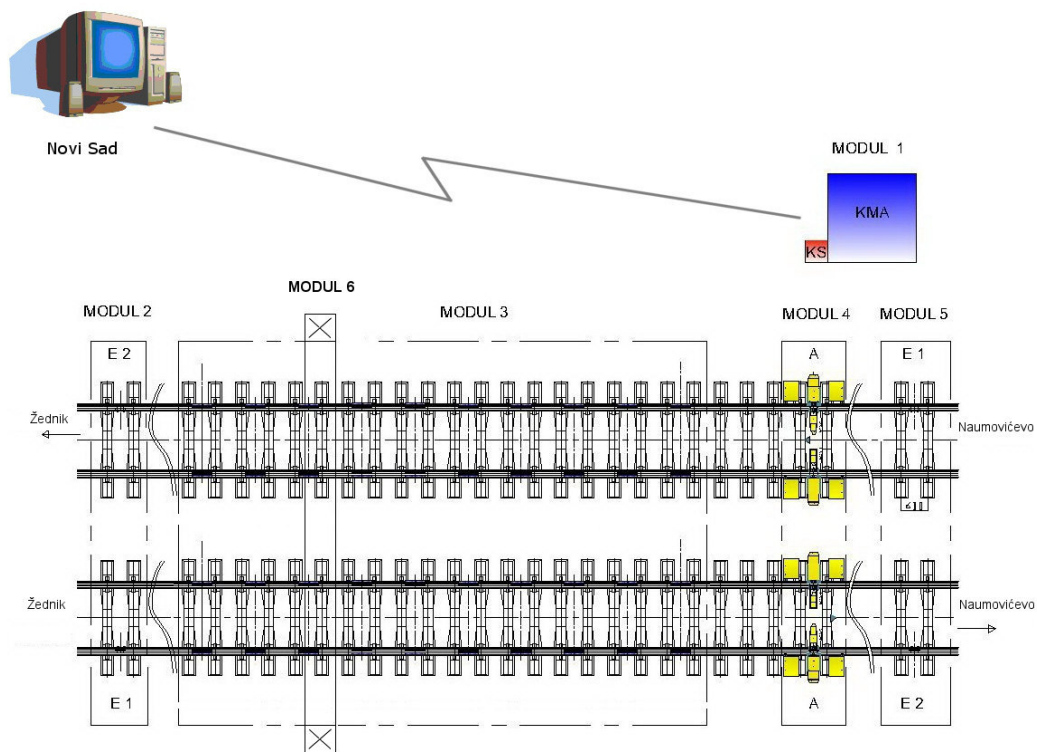 Novi Sad
MODUL 1
KMA
KS
MODUL 6
MODUL 2
MODUL 3
MODUL 4
MODUL 5
E 2
A
E 1
Žednik
Naumovićevo
Žednik
Naumovićevo
E 1
A
E 2